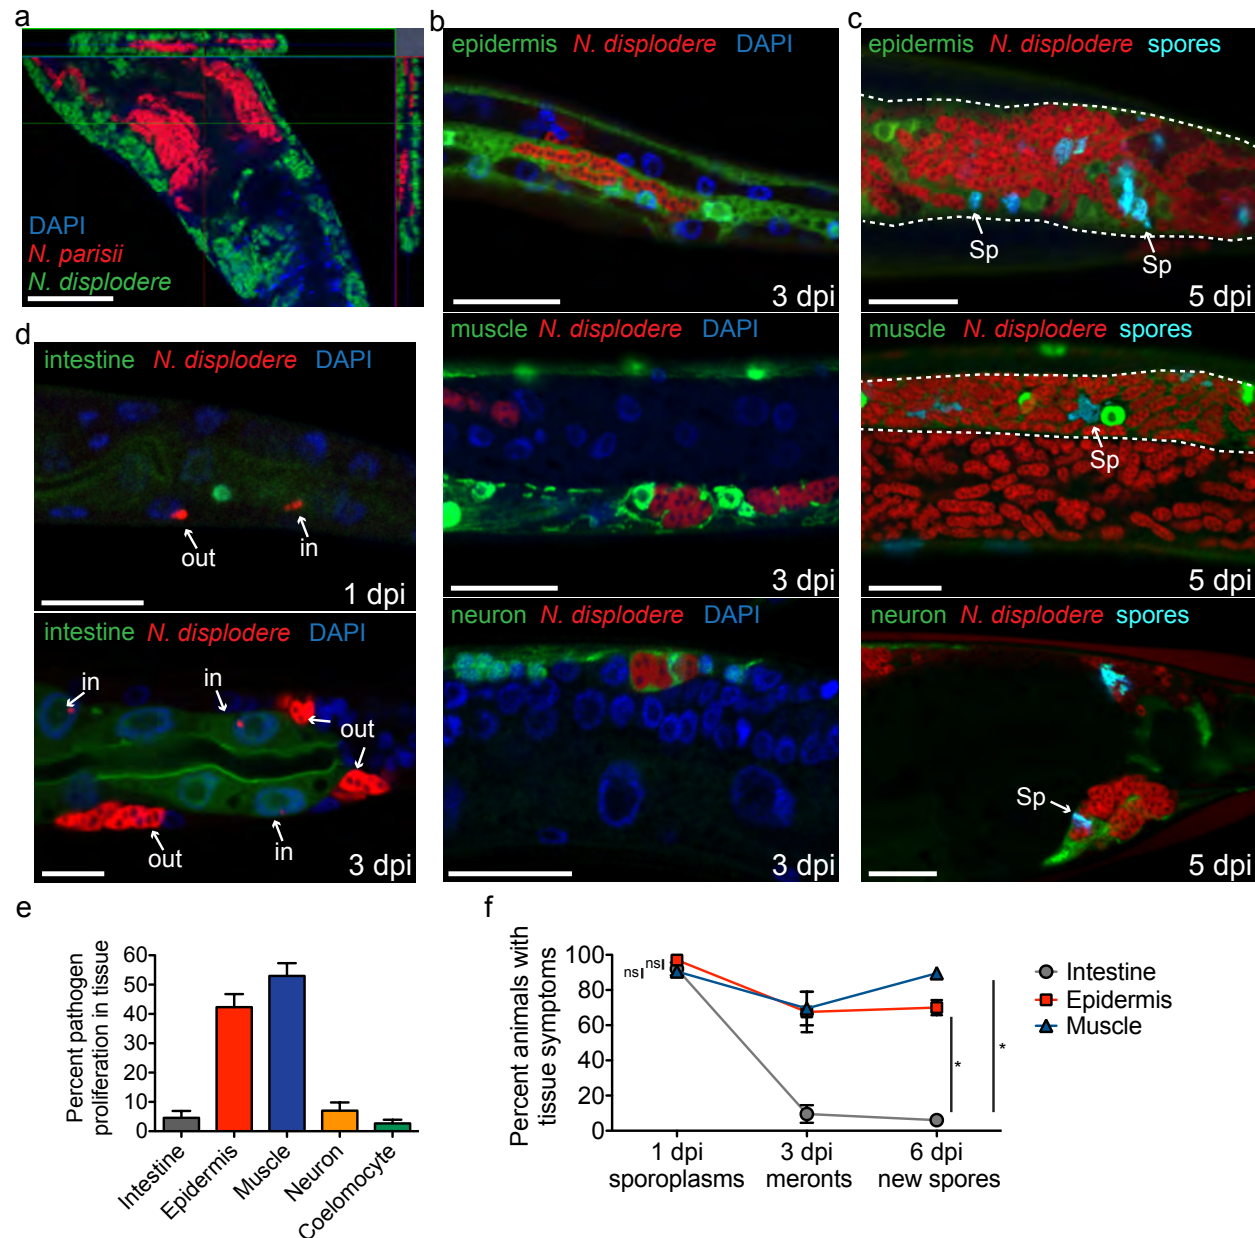 a
DAPI
N. parisii
N. displodere
b
epidermis N. displodere DAPI
3 dpi
muscle N. displodere DAPI
3 dpi
neuron N. displodere DAPI
3 dpi
c
epidermis N. displodere spores
Sp
Sp
5 dpi
muscle N. displodere spores
Sp
5 dpi
neuron N. displodere spores
Sp
5 dpi
d
intestine N. displodere DAPI
out
in
1 dpi
intestine N. displodere DAPI
in
in
out
out
in
3 dpi
e
Percent pathogen
proliferation in tissue
60
50
40
30
20
10
0
Intestine
Epidermis
Muscle
Neuron
Coelomocyte
f
Percent animals with
tissue symptoms
100
80
60
40
20
0
ns
ns
*
*
1 dpi
sporoplasms
3 dpi
meronts
6 dpi
new spores
Intestine
Epidermis
Muscle